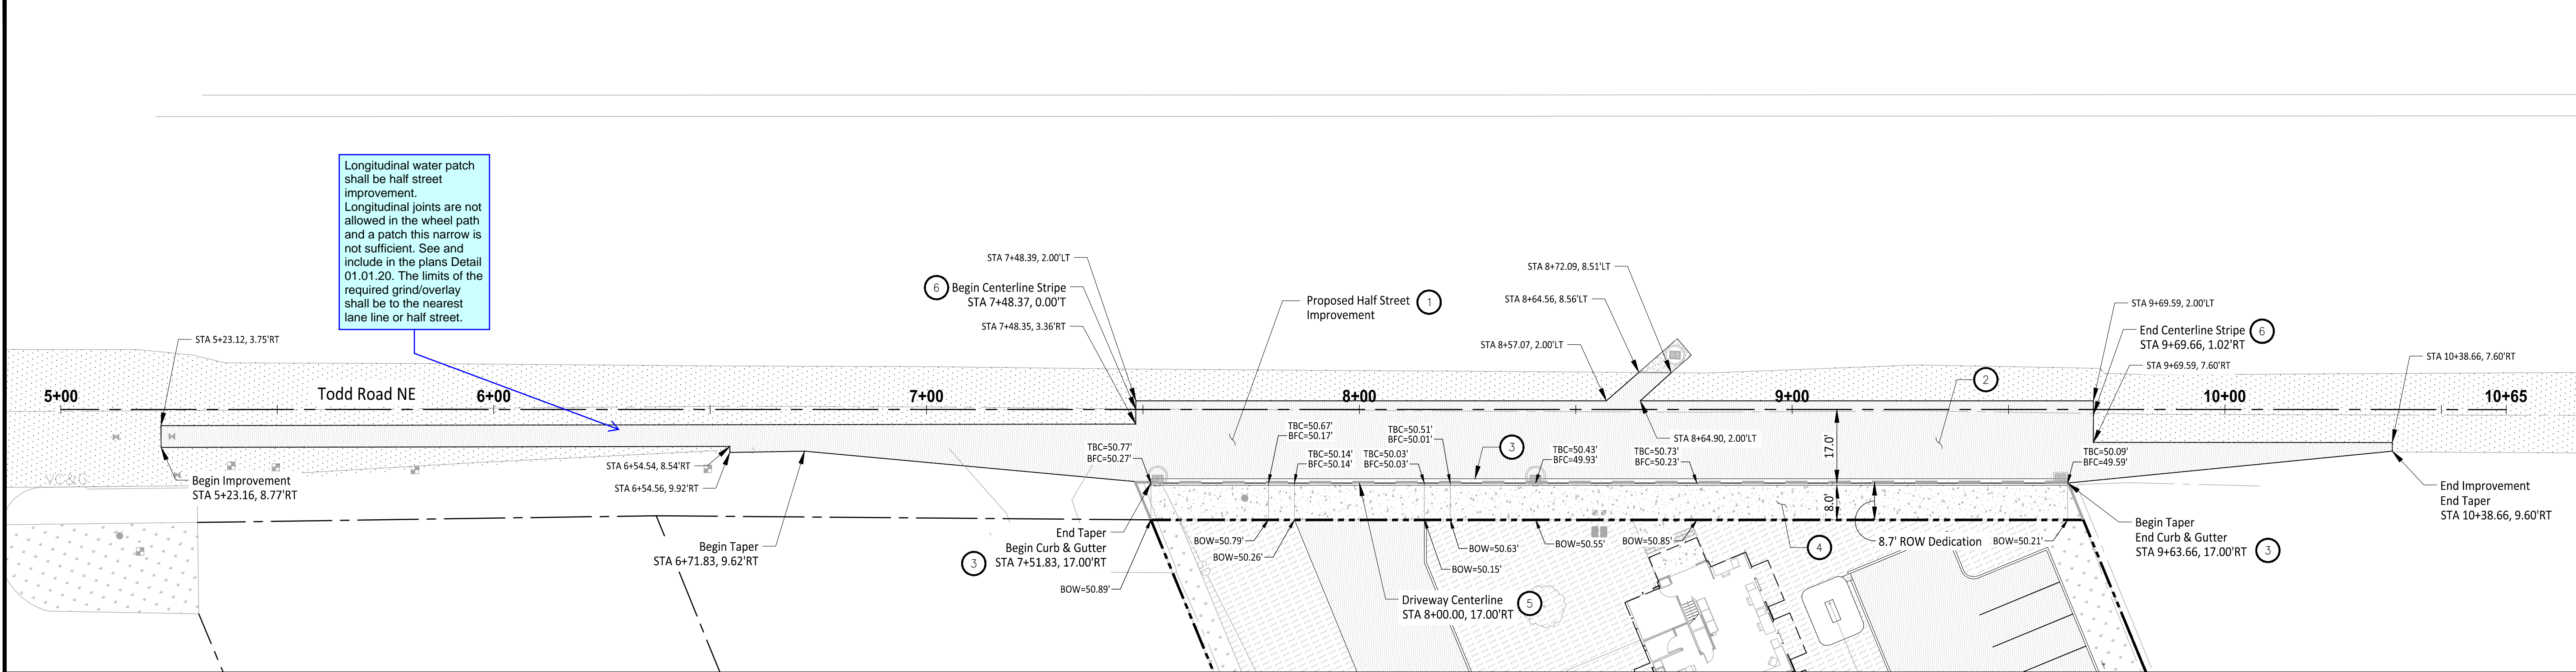 Longitudinal water patch
shall be half street
improvement.
Longitudinal joints are not
allowed in the wheel path
and a patch this narrow is
not sufficient. See and
include in the plans Detail
01.01.20. The limits of the
required grind/overlay
shall be to the nearest
lane line or half street.
STA 5+23.12, 3.75'RT
5+00
Todd Road NE
6+00
7+00
8+00
9+00
10+00
10+65
VC&G
Begin Improvement
STA 5+23.16, 8.77'RT
STA 6+54.54, 8.54'RT
STA 6+54.56, 9.92'RT
Begin Taper
STA 6+71.83, 9.62'RT
STA 7+48.39, 2.00'LT
6 Begin Centerline Stripe
STA 7+48.37, 0.00'T
STA 7+48.35, 3.36'RT
Proposed Half Street 1
Improvement
STA 8+72.09, 8.51'LT
STA 8+64.56, 8.56'LT
STA 8+57.07, 2.00'LT
STA 8+64.90, 2.00'LT
2
STA 9+69.59, 2.00'LT
End Centerline Stripe 6
STA 9+69.66, 1.02'RT
STA 9+69.59, 7.60'RT
STA 10+38.66, 7.60'RT
TBC=50.77'
BFC=50.27'
TBC=50.67'
BFC=50.17'
TBC=50.14'
BFC=50.14'
TBC=50.03'
BFC=50.03'
TBC=50.51'
BFC=50.01'
3
TBC=50.43'
BFC=49.93'
TBC=50.73'
BFC=50.23'
17.0'
8.0'
TBC=50.09'
BFC=49.59'
End Taper
Begin Curb & Gutter
3 STA 7+51.83, 17.00'RT
BOW=50.89'
BOW=50.79'
BOW=50.26'
BOW=50.15'
BOW=50.63'
BOW=50.55'
BOW=50.85'
4
8.7' ROW Dedication
BOW=50.21'
Driveway Centerline
STA 8+00.00, 17.00'RT 5
Begin Taper
End Curb & Gutter
STA 9+63.66, 17.00'RT 3
End Improvement
End Taper
STA 10+38.66, 9.60'RT